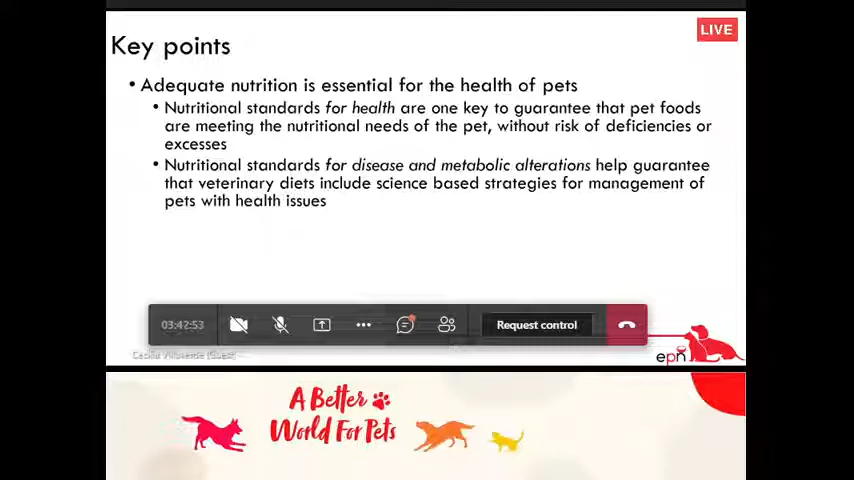 LIVE
Key points
• Adequate nutrition is essential for the health of pets
• Nutritional standards for health are one key to guarantee that pet foods
are meeting the nutritional needs of the pet, without risk of deficiencies or
excesses
• Nutritional standards for disease and metabolic alterations help guarantee
that veterinary diets include science based strategies for management of
pets with health issues
03:42:53
Request control
Cecilia Villaverde (Guest)
epn
A Better
World For Pets